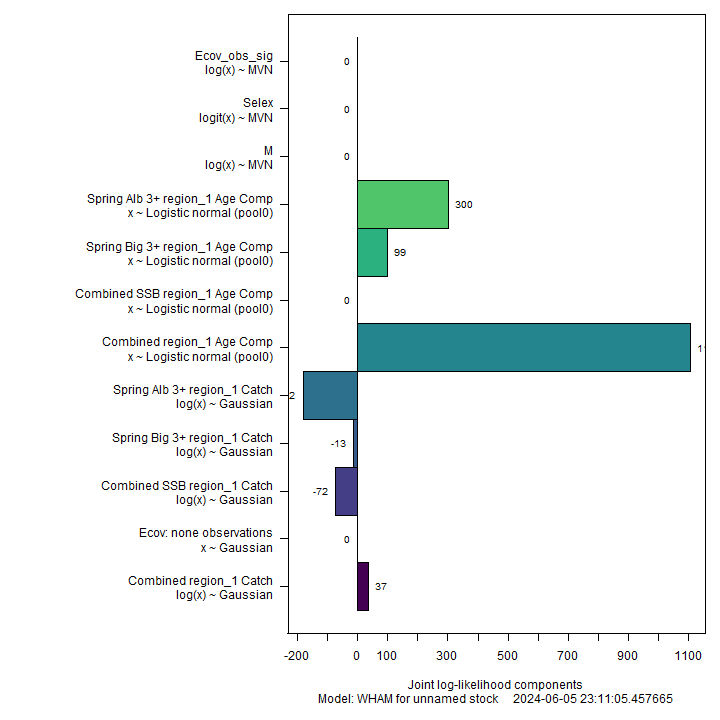 Ecov_obs_sig
log(x) ~ MVN
0
Selex
logit(x) ~ MVN
0
M
log(x) ~ MVN
0
Spring Alb 3+ region_1 Age Comp
x ~ Logistic normal (pool0)
300
Spring Big 3+ region_1 Age Comp
x ~ Logistic normal (pool0)
99
Combined SSB region_1 Age Comp
x ~ Logistic normal (pool0)
0
Combined region_1 Age Comp
x ~ Logistic normal (pool0)
Spring Alb 3+ region_1 Catch
log(x) ~ Gaussian
Spring Big 3+ region_1 Catch
log(x) ~ Gaussian
-13
Combined SSB region_1 Catch
log(x) ~ Gaussian
-72
Ecov: none observations
x ~ Gaussian
0
Combined region_1 Catch
log(x) ~ Gaussian
37
-200 0 100 300 500 700 900 1100
Joint log-likelihood components
Model: WHAM for unnamed stock 2024-06-05 23:11:05.457665